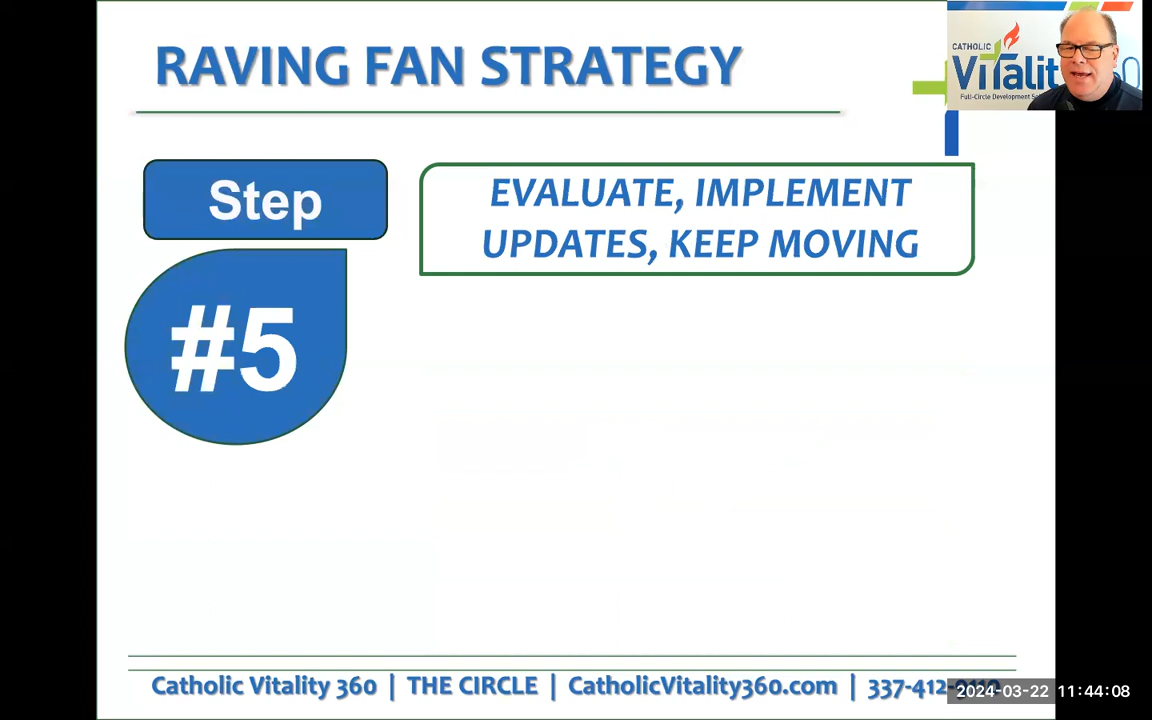 RAVING FAN STRATEGY
CATHOLIC
Vitalit
Full-Circle Development
Step
EVALUATE, IMPLEMENT
UPDATES, KEEP MOVING
#5
Catholic Vitality 360 | THE CIRCLE | CatholicVitality360.com | 337-412-
2024-03-22 11:44:08